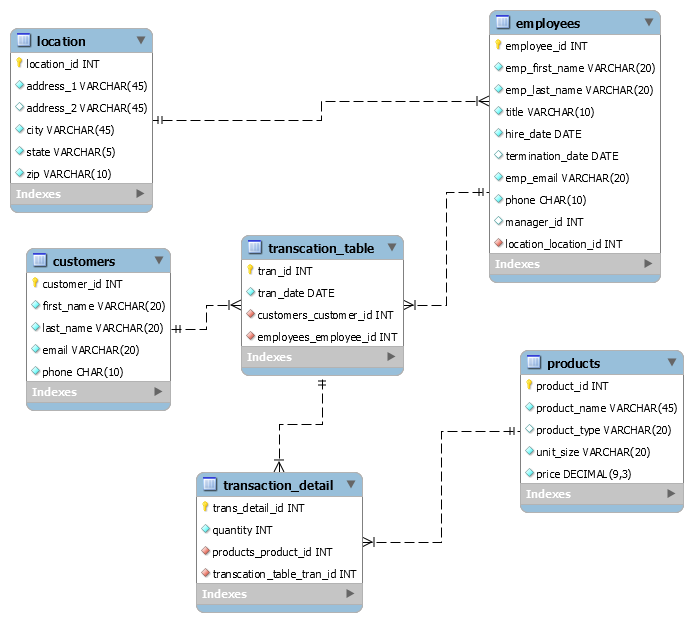 location
location_id INT
address_1 VARCHAR(45)
address_2 VARCHAR(45)
city VARCHAR(45)
state VARCHAR(5)
zip VARCHAR(10)
Indexes
employees
employee_id INT
emp_first_name VARCHAR(20)
emp_last_name VARCHAR(20)
title VARCHAR(10)
hire_date DATE
termination_date DATE
emp_email VARCHAR(20)
phone CHAR(10)
manager_id INT
location_location_id INT
Indexes
customers
customer_id INT
first_name VARCHAR(20)
last_name VARCHAR(20)
email VARCHAR(20)
phone CHAR(10)
Indexes
transcation_table
tran_id INT
tran_date DATE
customers_customer_id INT
employees_employee_id INT
Indexes
products
product_id INT
product_name VARCHAR(45)
product_type VARCHAR(20)
unit_size VARCHAR(20)
price DECIMAL(9,3)
Indexes
transaction_detail
trans_detail_id INT
quantity INT
products_product_id INT
transcation_table_tran_id INT
Indexes